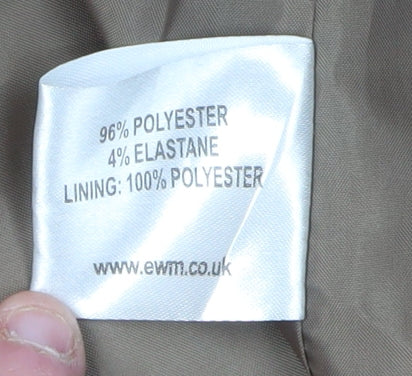 96% POLYESTER
4% ELASTANE
LINING: 100% POLYESTER
www.ewm.co.uk